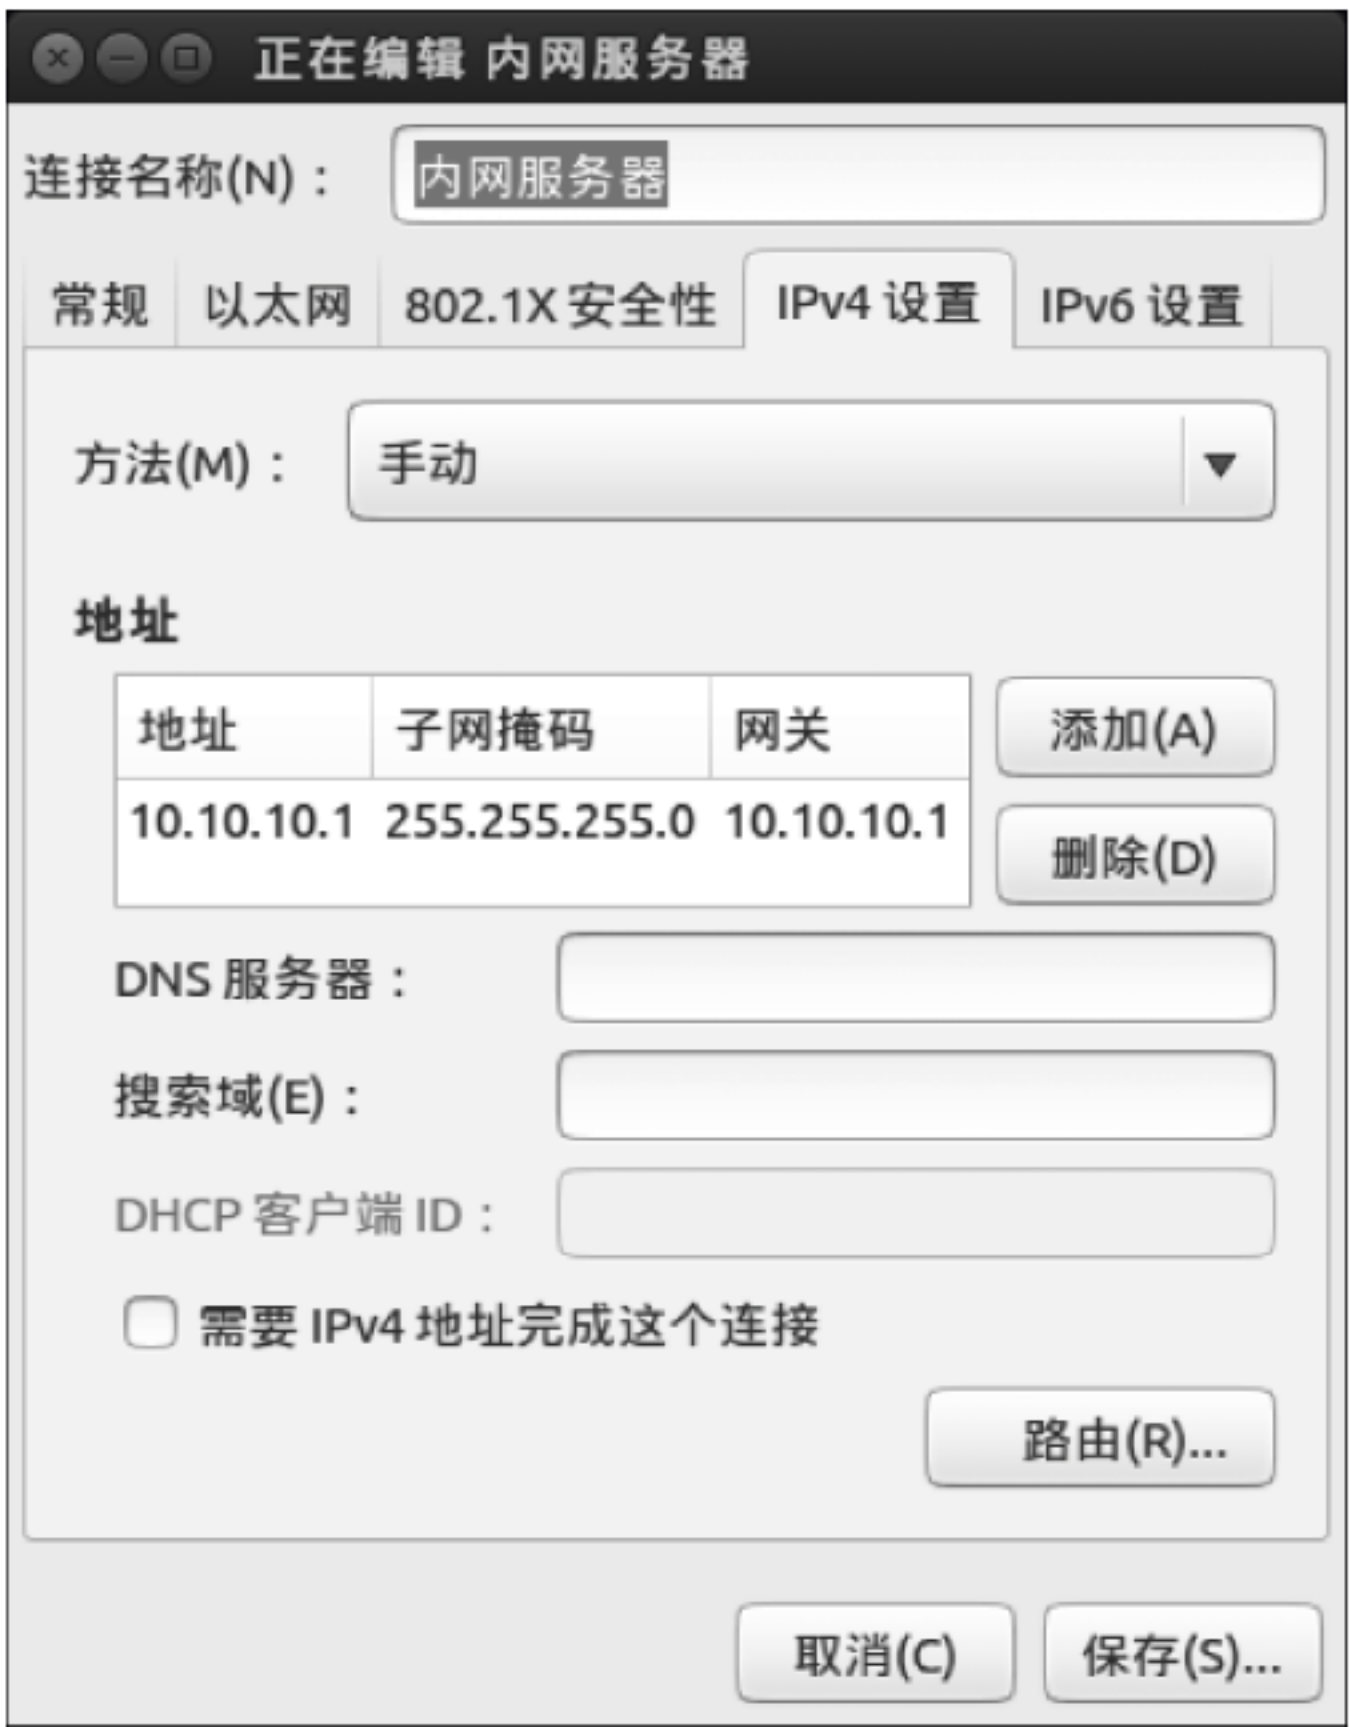 正在编辑 内网服务器
连接名称(N)： 内网服务器
常规 以太网 802.1X 安全性 IPv4 设置 IPv6 设置
方法(M)： 手动
地址
地址 子网掩码 网关 添加(A)
10.10.10.1 255.255.255.0 10.10.10.1
删除(D)
DNS 服务器：
搜索域(E)：
DHCP 客户端 ID：
需要 IPv4 地址完成这个连接
路由(R)...
取消(C) 保存(S)...